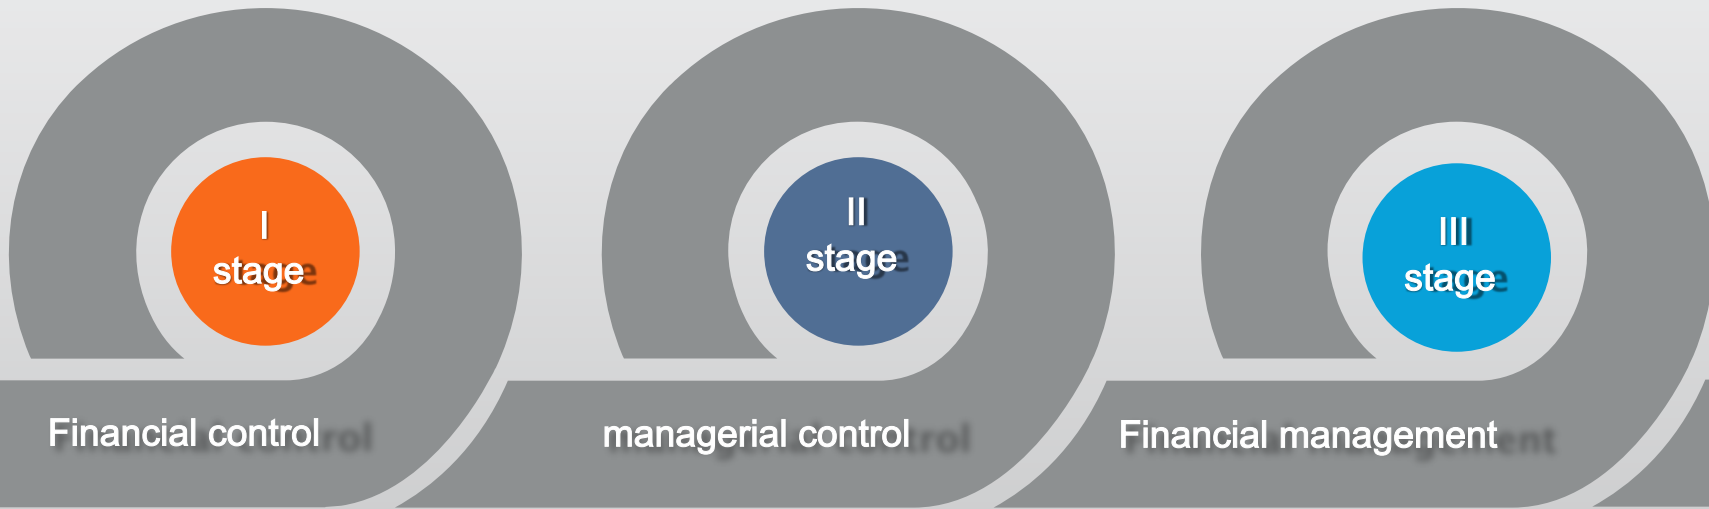 I
stage
II
stage
III
stage
Financial control
managerial control
Financial management